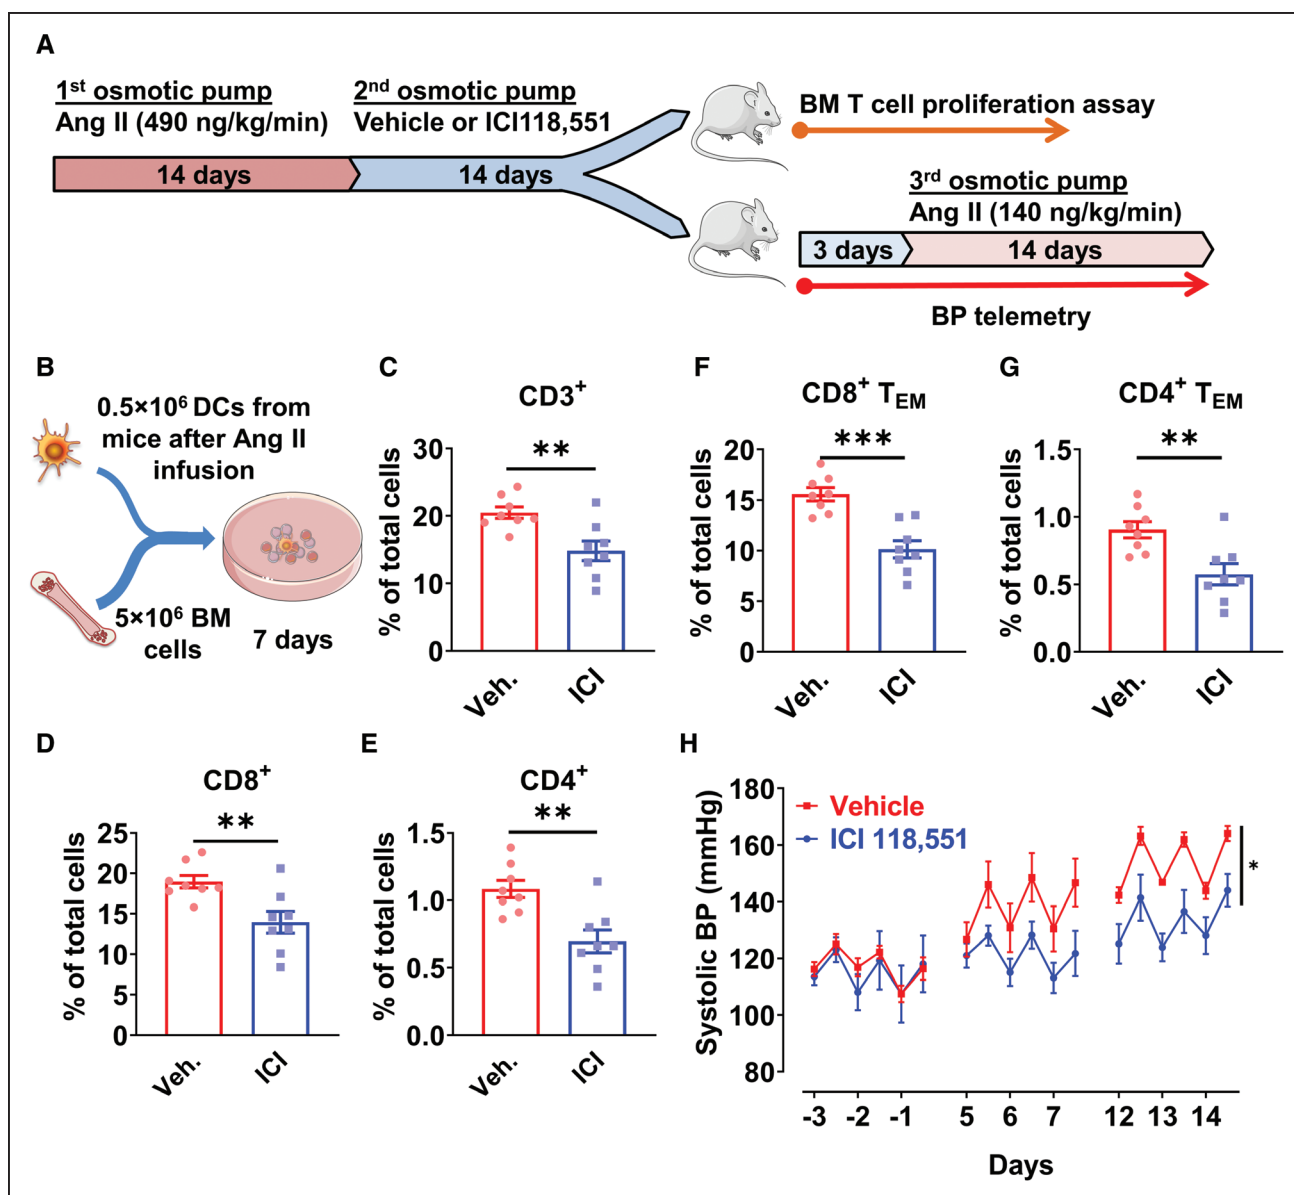 A
1st osmotic pump
Ang II (490 ng/kg/min)
2nd osmotic pump
Vehicle or ICI118,551
14 days
14 days
BM T cell proliferation assay
3rd osmotic pump
Ang II (140 ng/kg/min)
3 days
14 days
BP telemetry
B
0.5×10⁶ DCs from
mice after Ang II
infusion
5×10⁶ BM
cells
7 days
C
CD3⁺
% of total cells
30
20
10
0
**
Veh.
ICI
F
CD8⁺ TEM
% of total cells
20
15
10
5
0
***
Veh.
ICI
G
CD4⁺ TEM
% of total cells
1.5
1.0
0.5
0.0
**
Veh.
ICI
D
CD8⁺
% of total cells
25
20
15
10
5
0
**
Veh.
ICI
E
CD4⁺
% of total cells
1.5
1.0
0.5
0.0
**
Veh.
ICI
H
Systolic BP (mmHg)
180
160
140
120
100
80
Vehicle
ICI 118,551
*
-3 -2 -1 5 6 7 12 13 14
Days